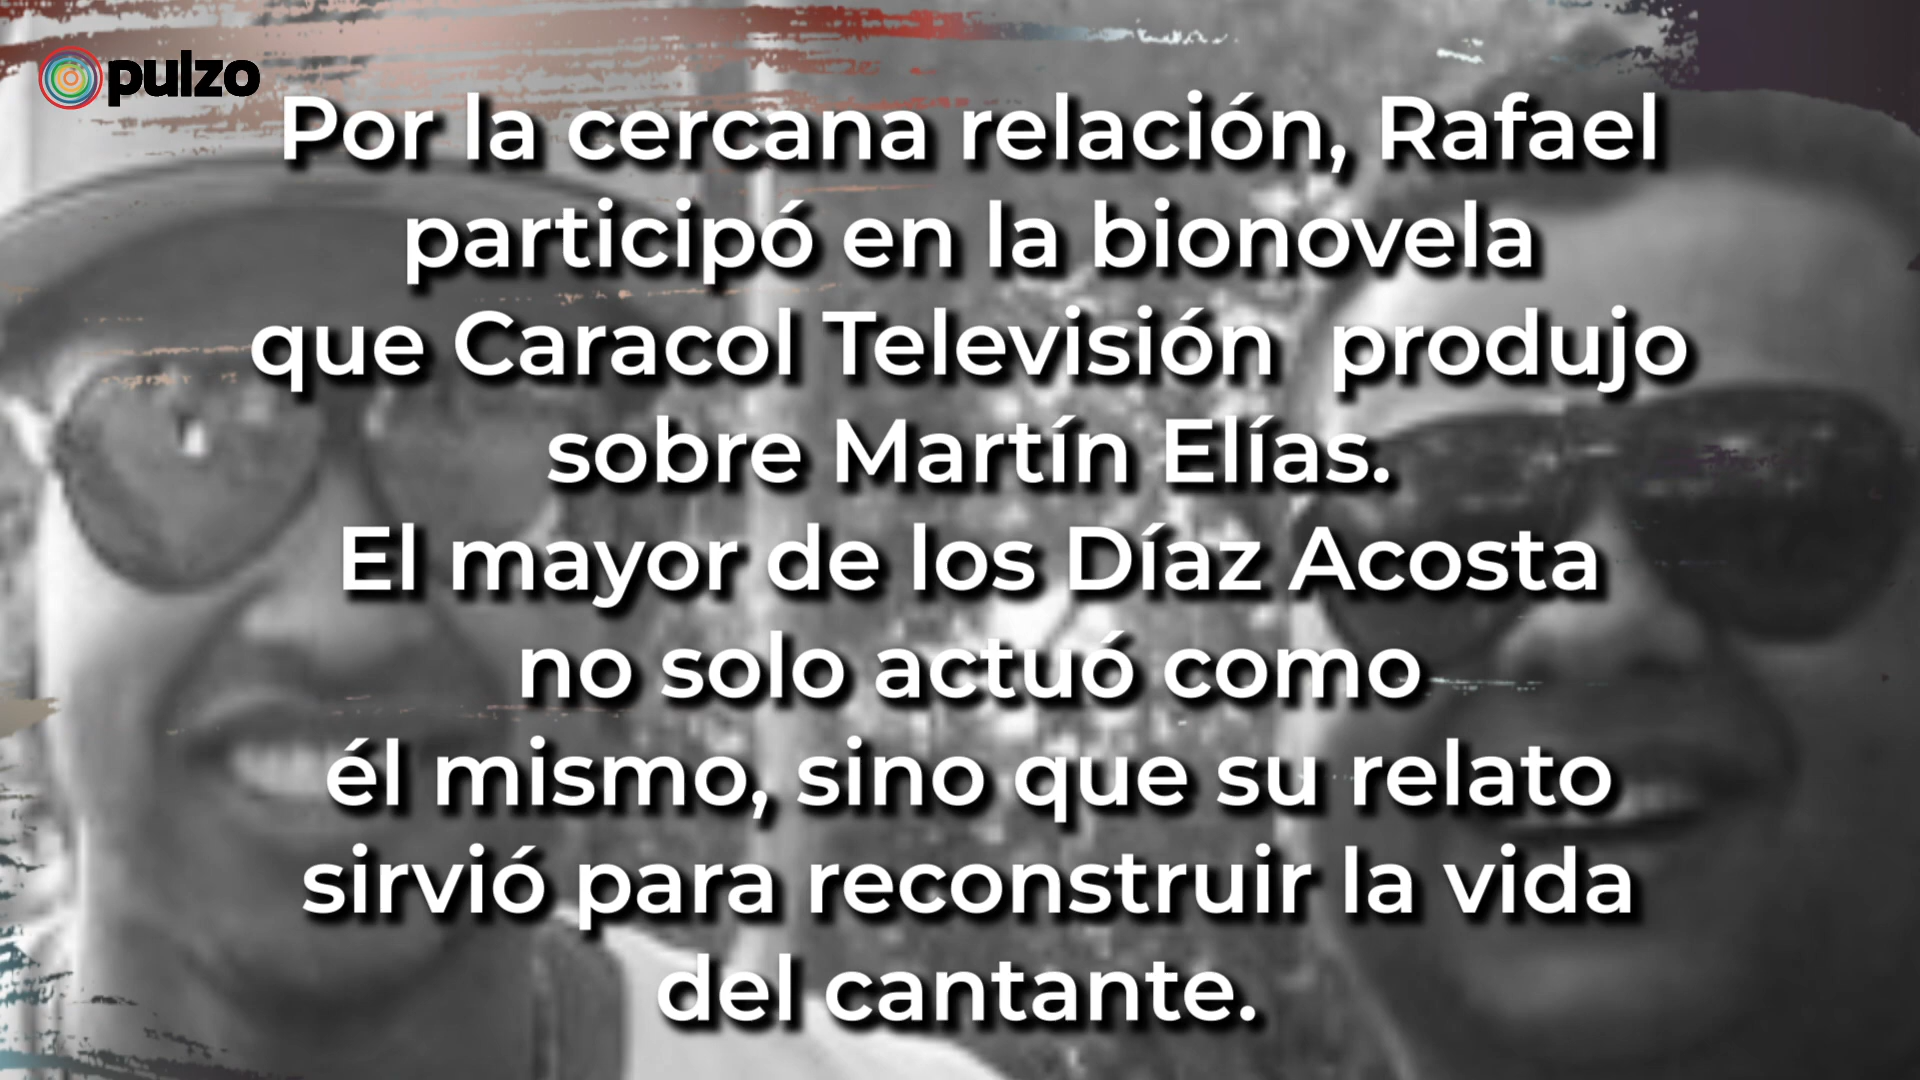 pulzo
Por la cercana relación, Rafael
participó en la bionovela
que Caracol Televisión  produjo
sobre Martín Elías.
El mayor de los Díaz Acosta
no solo actuó como
él mismo, sino que su relato
sirvió para reconstruir la vida
del cantante.